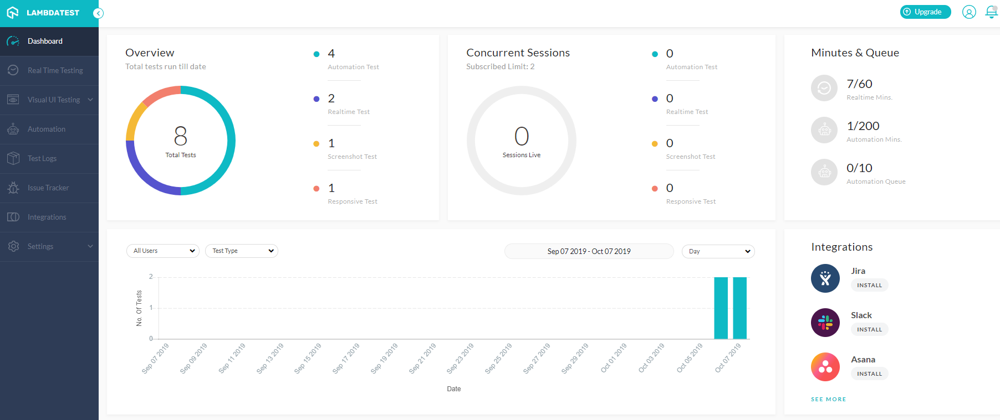 LAMBDATEST
Upgrade
Dashboard
Real Time Testing
Visual UI Testing
Automation
Test Logs
Issue Tracker
Integrations
Settings
Overview
Total tests run till date
8
Total Tests
4
Automation Test
2
Realtime Test
1
Screenshot Test
1
Responsive Test
Concurrent Sessions
Subscribed Limit: 2
0
Sessions Live
0
Automation Test
0
Realtime Test
0
Screenshot Test
0
Responsive Test
Minutes & Queue
7/60
Realtime Mins.
1/200
Automation Mins.
0/10
Automation Queue
All Users
Test Type
Sep 07 2019 - Oct 07 2019
Day
No. Of Tests
2
1
0
Sep 07 2019
Sep 09 2019
Sep 11 2019
Sep 13 2019
Sep 15 2019
Sep 17 2019
Sep 19 2019
Sep 21 2019
Sep 23 2019
Sep 25 2019
Sep 27 2019
Sep 29 2019
Oct 01 2019
Oct 03 2019
Oct 05 2019
Oct 07 2019
Date
Integrations
Jira
INSTALL
Slack
INSTALL
Asana
INSTALL
SEE MORE